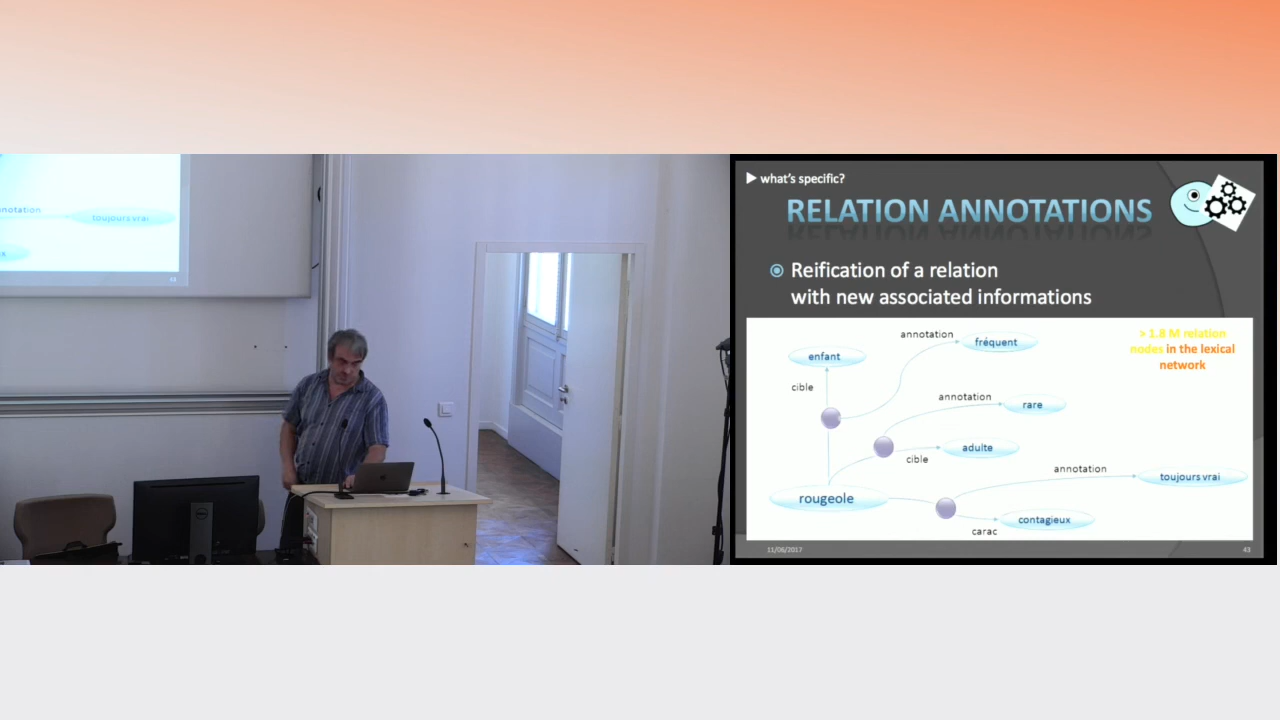 nnotation
toujours vrai
what's specific?
RELATION ANNOTATIONS
Reification of a relation
with new associated informations
annotation
fréquent
> 1.8 M relation
nodes in the lexical
network
enfant
cible
annotation
rare
adulte
cible
annotation
toujours vrai
rougeole
contagieux
carac
11/06/2017
43